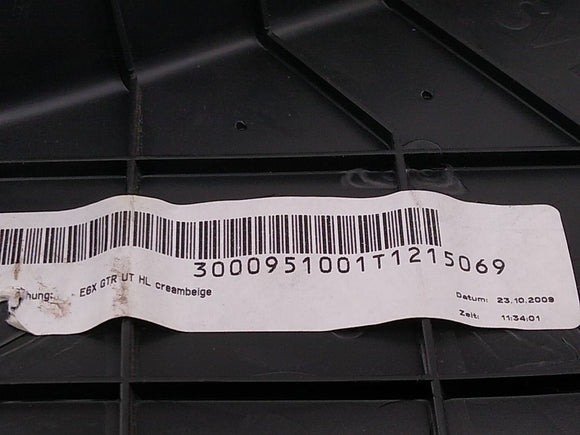 3000951001T1215069
hung: E6X GTR UT HL creambeige
Datum: 23.10.2009
Zeit: 11:34:01